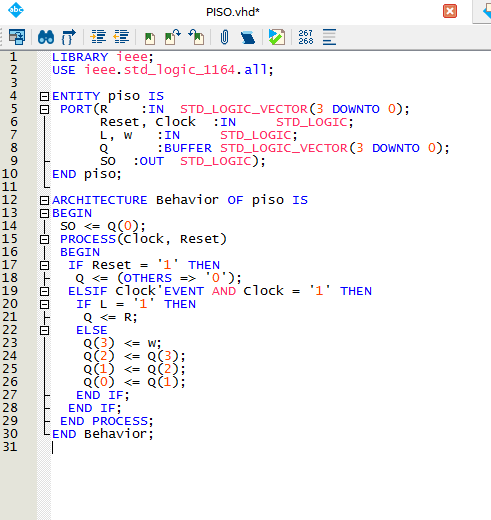 abc
PISO.vhd*
267
268
1 LIBRARY ieee;
2 USE ieee.std_logic_1164.all;
3
4 ENTITY piso IS
5 PORT(R :IN STD_LOGIC_VECTOR(3 DOWNTO 0);
6 Reset, Clock :IN STD_LOGIC;
7 L, w :IN STD_LOGIC;
8 Q :BUFFER STD_LOGIC_VECTOR(3 DOWNTO 0);
9 SO :OUT STD_LOGIC);
10 END piso;
11
12 ARCHITECTURE Behavior OF piso IS
13 BEGIN
14 SO <= Q(0);
15 PROCESS(Clock, Reset)
16 BEGIN
17 IF Reset = '1' THEN
18 Q <= (OTHERS => '0');
19 ELSIF Clock'EVENT AND Clock = '1' THEN
20 IF L = '1' THEN
21 Q <= R;
22 ELSE
23 Q(3) <= w;
24 Q(2) <= Q(3);
25 Q(1) <= Q(2);
26 Q(0) <= Q(1);
27 END IF;
28 END IF;
29 END PROCESS;
30 END Behavior;
31